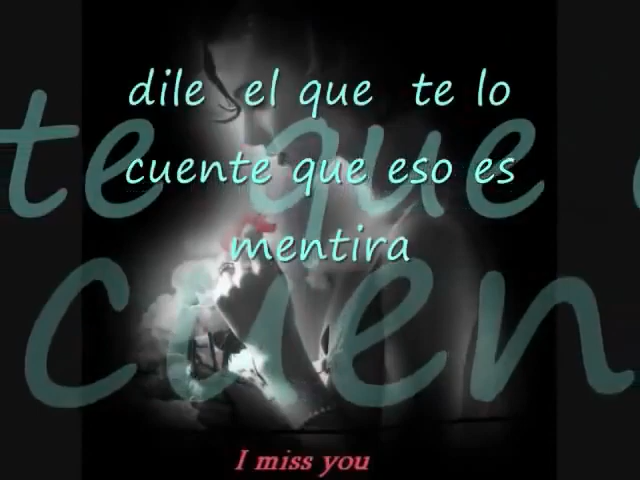 dile el que te lo
cuente que eso es
mentira
te que
cuen
I miss you